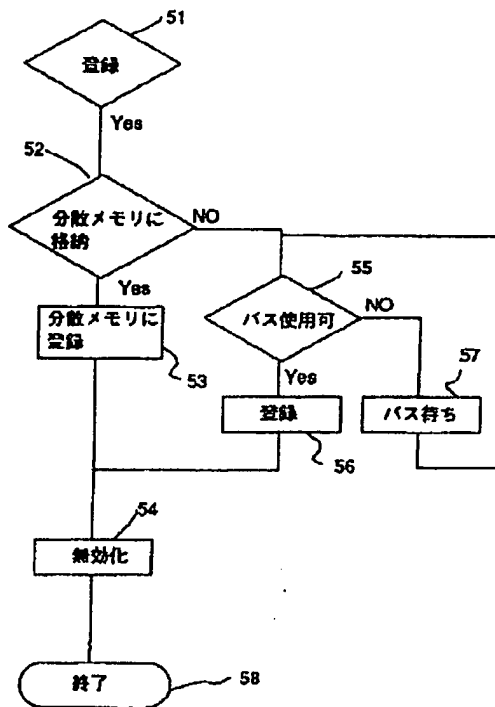 51
登録
Yes
52
分散メモリに
格納
NO
Yes
55
バス使用可
NO
分散メモリに
登録
53
Yes
57
登録
バス待ち
56
54
無効化
終了
58